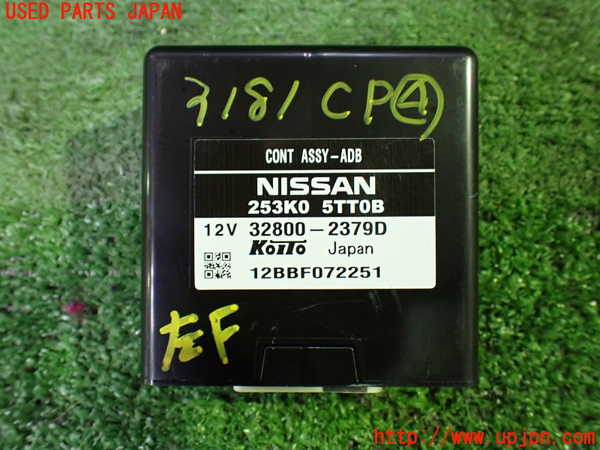 USED PARTS JAPAN
3181 CP④
CONT ASSY-ADB
NISSAN
253K0 5TT0B
12V 32800-2379D
KOITO Japan
12BBF072251
左F
http://www.upjpn.com